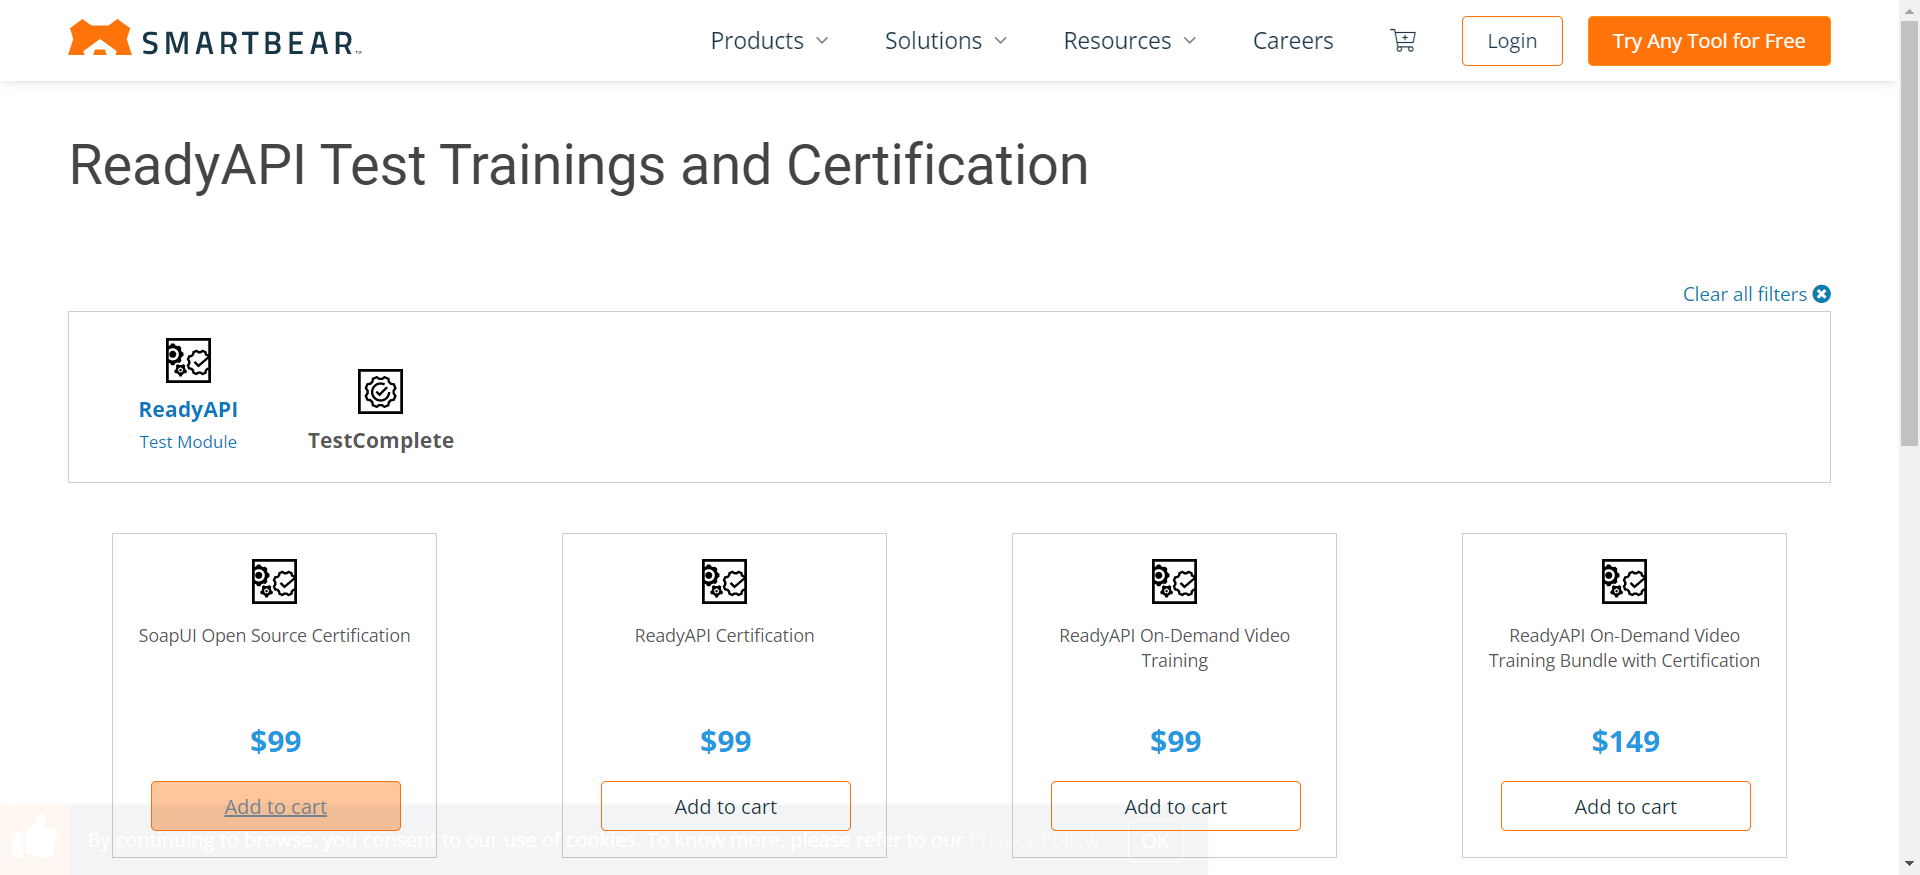 SMARTBEAR™
Products
Solutions
Resources
Careers
Login
Try Any Tool for Free
ReadyAPI Test Trainings and Certification
Clear all filters
ReadyAPI
Test Module
TestComplete
SoapUI Open Source Certification
$99
Add to cart
ReadyAPI Certification
$99
Add to cart
ReadyAPI On-Demand Video
Training
$99
Add to cart
ReadyAPI On-Demand Video
Training Bundle with Certification
$149
Add to cart
By continuing to browse, you consent to our use of cookies. To know more, please refer to our Privacy Policy.
OK